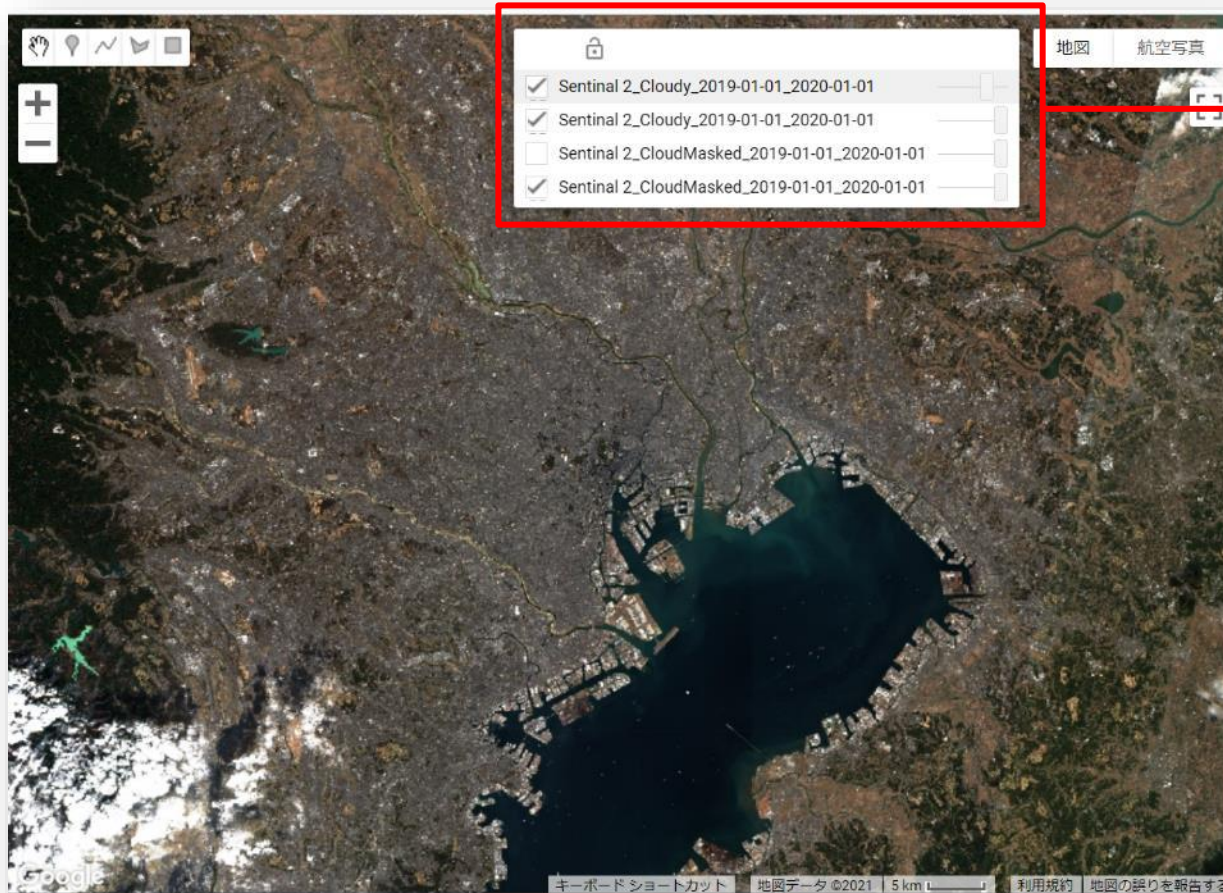 地図
航空写真
Sentinal 2_Cloudy_2019-01-01_2020-01-01
Sentinal 2_Cloudy_2019-01-01_2020-01-01
Sentinal 2_CloudMasked_2019-01-01_2020-01-01
Sentinal 2_CloudMasked_2019-01-01_2020-01-01
Google
キーボード ショートカット
地図データ ©2021
5 km
利用規約
地図の誤りを報告する